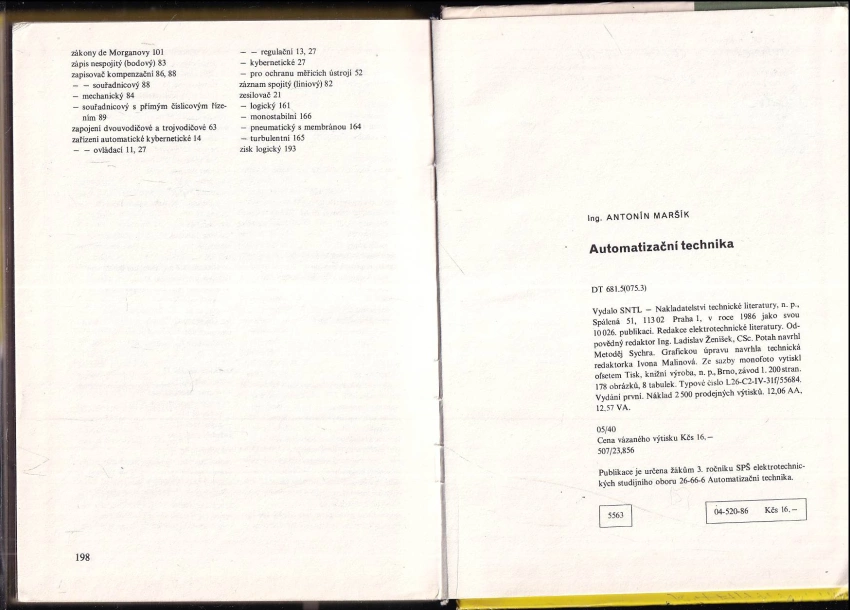 zákony de Morganovy 101
zápis nespojitý (bodový) 83
zapisovač kompenzační 86, 88
– – souřadnicový 88
– mechanický 84
– souřadnicový s přímým číslicovým říze-
ním 89
zapojení dvouvodičové a trojvodičové 63
zařízení automatické kybernetické 14
– – ovládací 11, 27
– – regulační 13, 27
– kybernetické 27
– pro ochranu měřicích ústrojí 52
záznam spojitý (liniový) 82
zesilovač 21
– logický 161
– monostabilní 166
– pneumatický s membránou 164
– turbulentní 165
zisk logický 193
198
Ing. ANTONÍN MARŠÍK
Automatizační technika
DT 681.5(075.3)
Vydalo SNTL – Nakladatelství technické literatury, n. p.,
Spálená 51, 113 02 Praha 1, v roce 1986 jako svou
10 026. publikaci. Redakce elektrotechnické literatury. Od-
povědný redaktor Ing. Ladislav Ženíšek, CSc. Potah navrhl
Metoděj Sychra. Grafickou úpravu navrhla technická
redaktorka Ivona Malinová. Ze sazby monofoto vytiskl
ofsetem Tisk, knižní výroba, n. p., Brno, závod 1. 200 stran.
178 obrázků, 8 tabulek. Typové číslo L26-C2-IV-31f/55684.
Vydání první. Náklad 2 500 prodejných výtisků. 12,06 AA,
12,57 VA.
05/40
Cena vázaného výtisku Kčs 16,–
507/23,856
Publikace je určena žákům 3. ročníku SPŠ elektrotechnic-
kých studijního oboru 26-66-6 Automatizační technika.
5563
04-520-86 Kčs 16,–